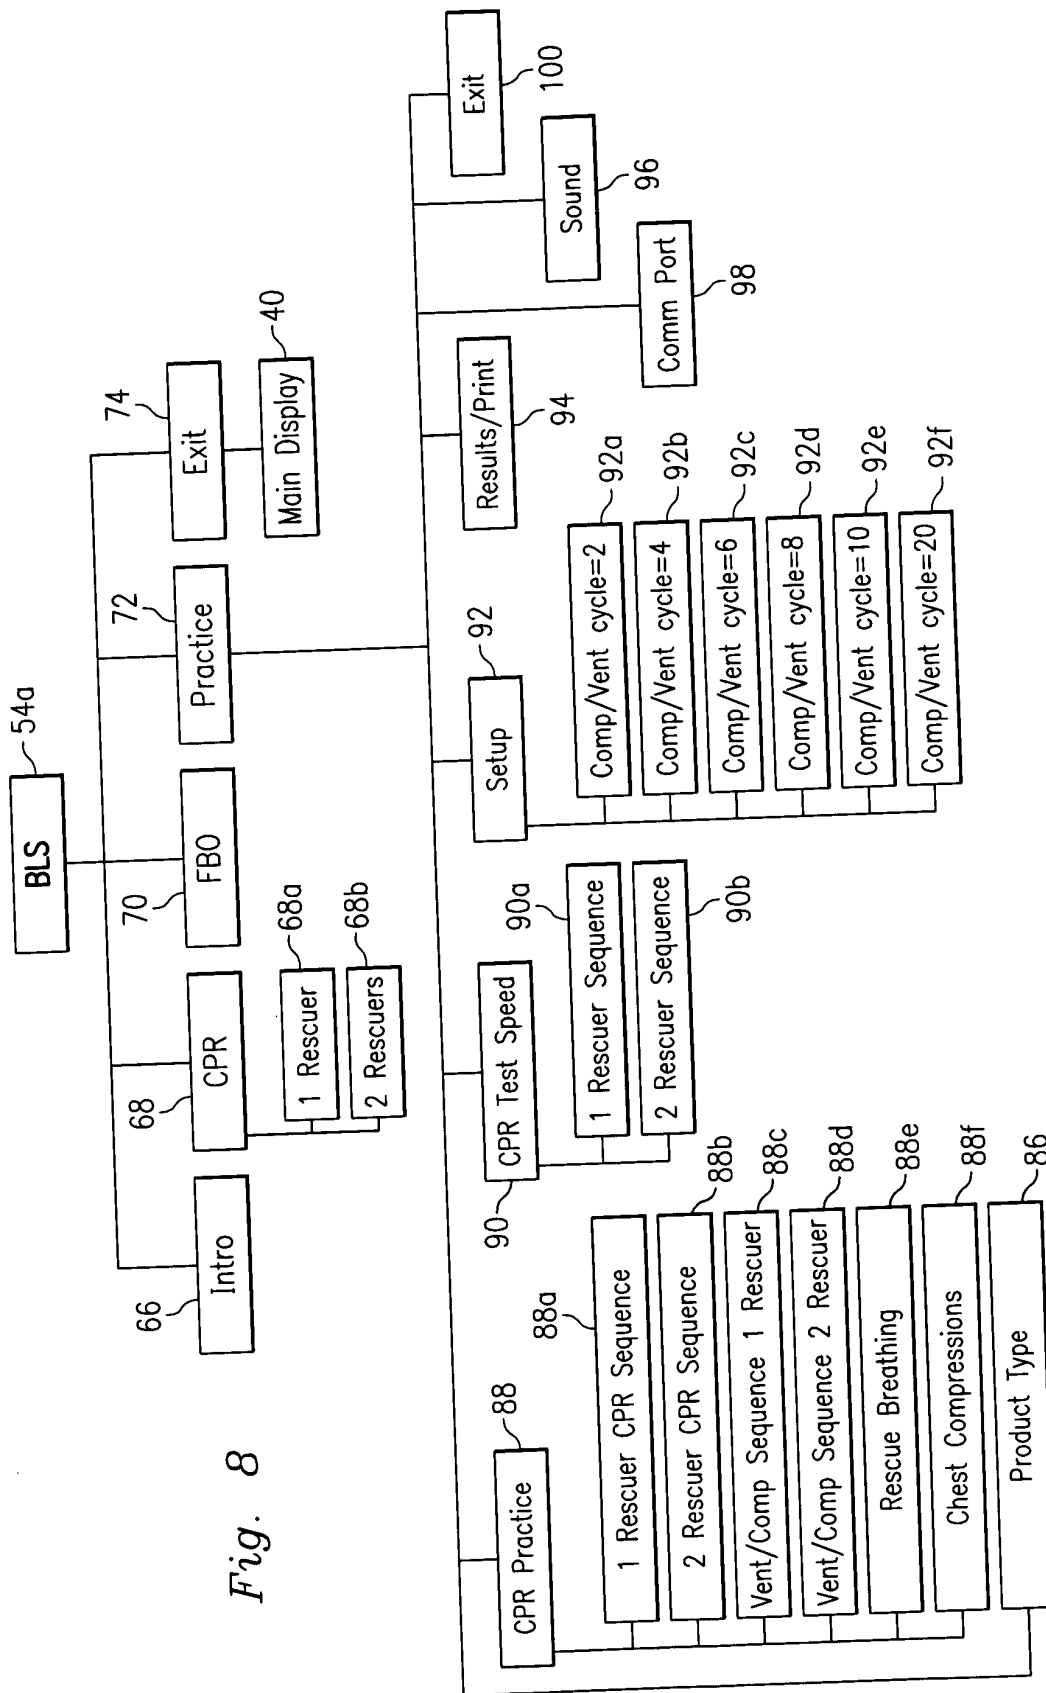 BLS
54a
66
Intro
68
CPR
1 Rescuer
68a
2 Rescuers
68b
70
FBO
72
Practice
74
Exit
Main Display
40
Fig. 8
CPR Practice
88
1 Rescuer CPR Sequence
88a
2 Rescuer CPR Sequence
88b
Vent/Comp Sequence 1 Rescuer
88c
Vent/Comp Sequence 2 Rescuer
88d
Rescue Breathing
88e
Chest Compressions
88f
Product Type
86
90
CPR Test Speed
1 Rescuer Sequence
90a
2 Rescuer Sequence
90b
Setup
92
Comp/Vent cycle=2
92a
Comp/Vent cycle=4
92b
Comp/Vent cycle=6
92c
Comp/Vent cycle=8
92d
Comp/Vent cycle=10
92e
Comp/Vent cycle=20
92f
Results/Print
94
Comm Port
98
Sound
96
Exit
100